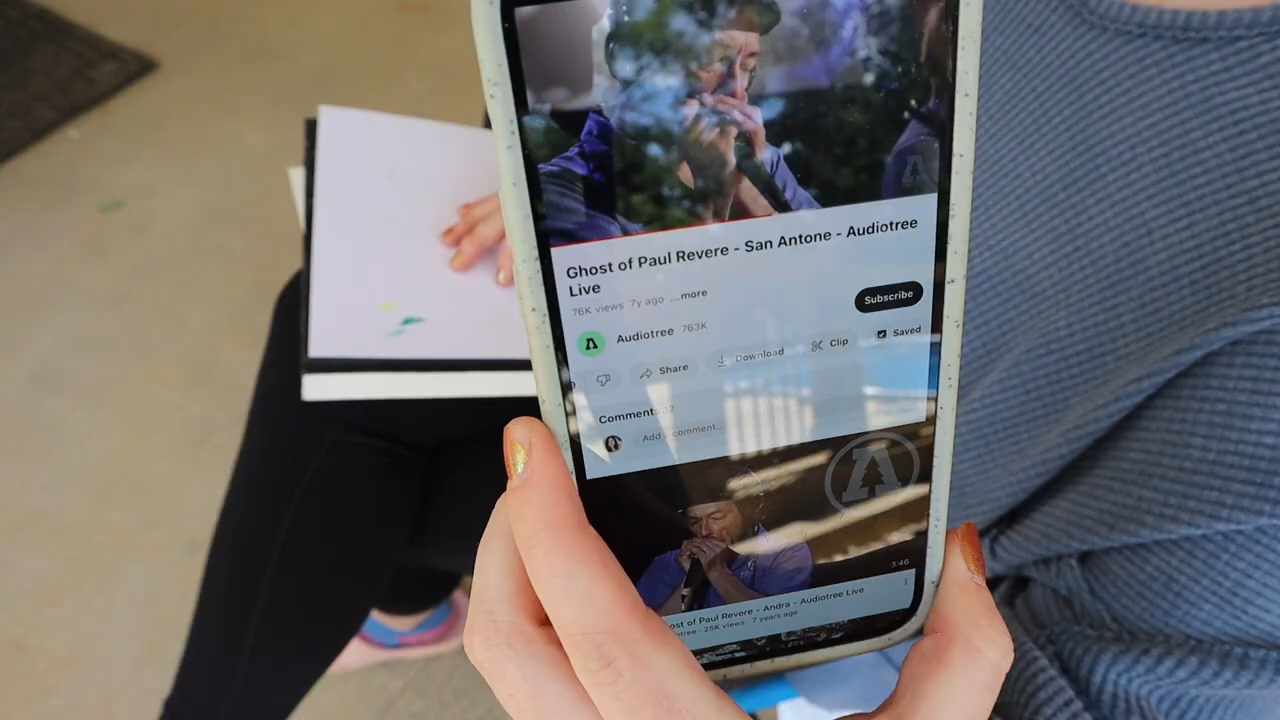 Ghost of Paul Revere - San Antone - Audiotree
Live
76K views 7y ago ...more
Subscribe
Audiotree 763K
Share
Download
Clip
Saved
Comments
Add comment...
3:46
of Paul Revere - Andra - Audiotree Live
25K views 7 years ago